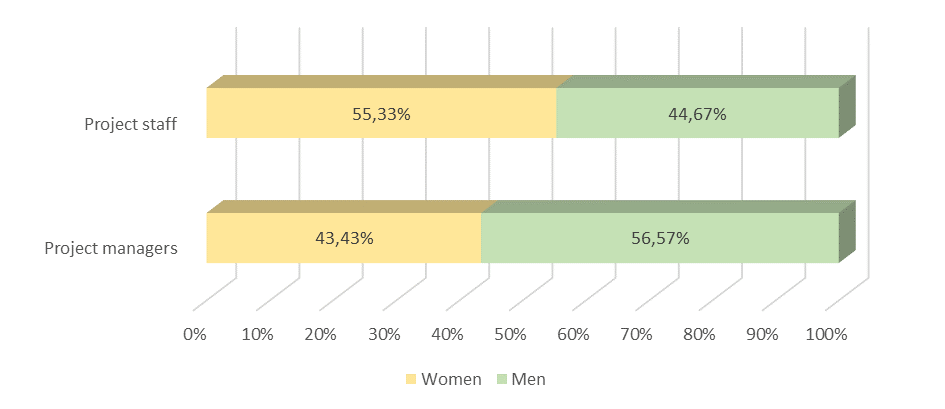 Project staff
55,33%
44,67%
Project managers
43,43%
56,57%
0% 10% 20% 30% 40% 50% 60% 70% 80% 90% 100%
Women Men